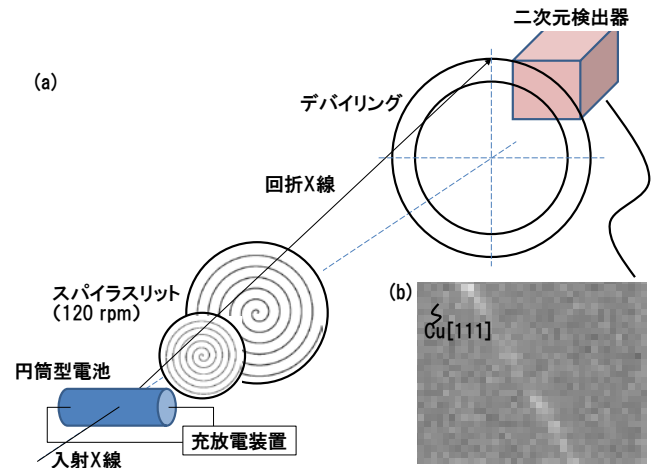 二次元検出器
(a)
デバイリング
回折X線
スパイラスリット
(120 rpm)
円筒型電池
充放電装置
入射X線
(b)
Cu[111]